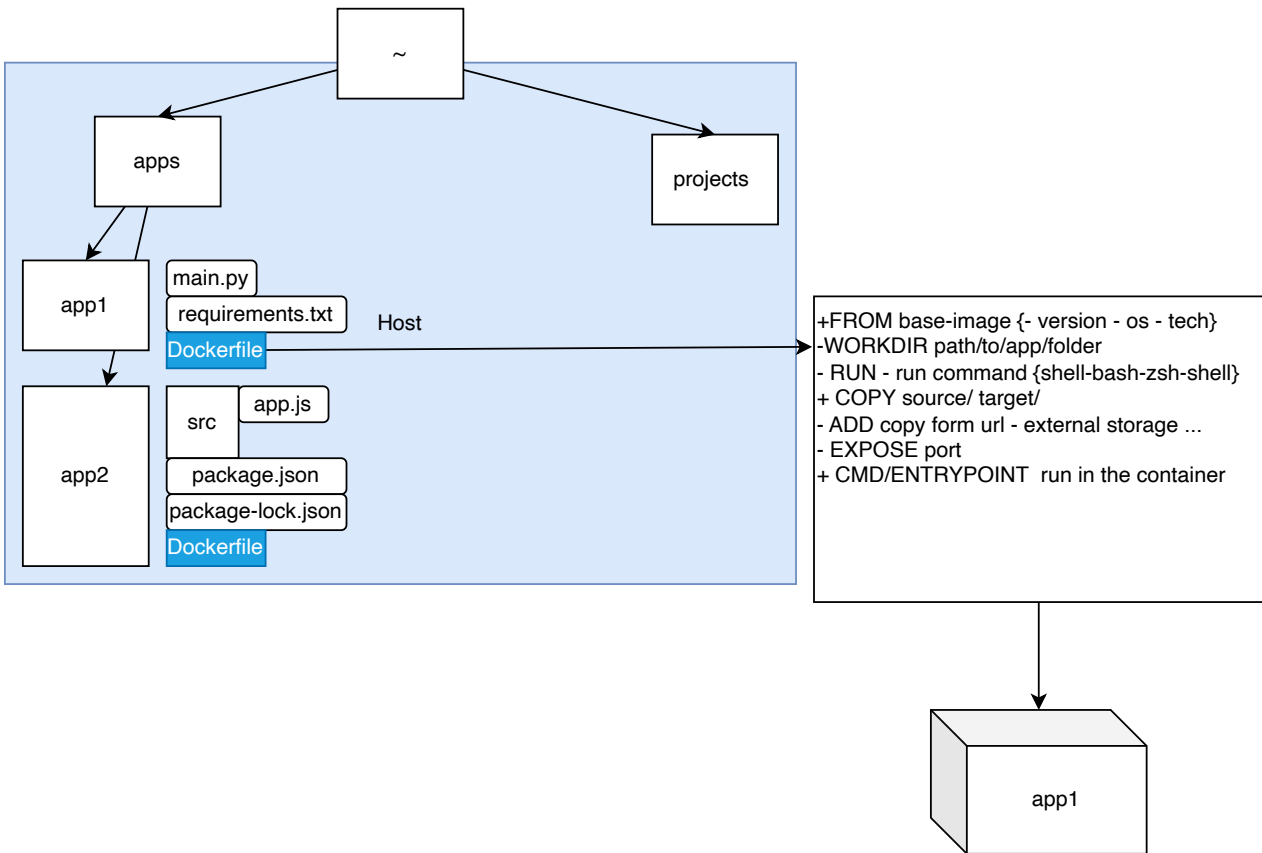 ~
apps
projects
app1
main.py
requirements.txt
Dockerfile
Host
app2
src
app.js
package.json
package-lock.json
Dockerfile
+FROM base-image {- version - os - tech}
-WORKDIR path/to/app/folder
- RUN - run command {shell-bash-zsh-shell}
+ COPY source/ target/
- ADD copy form url - external storage ...
- EXPOSE port
+ CMD/ENTRYPOINT  run in the container
app1